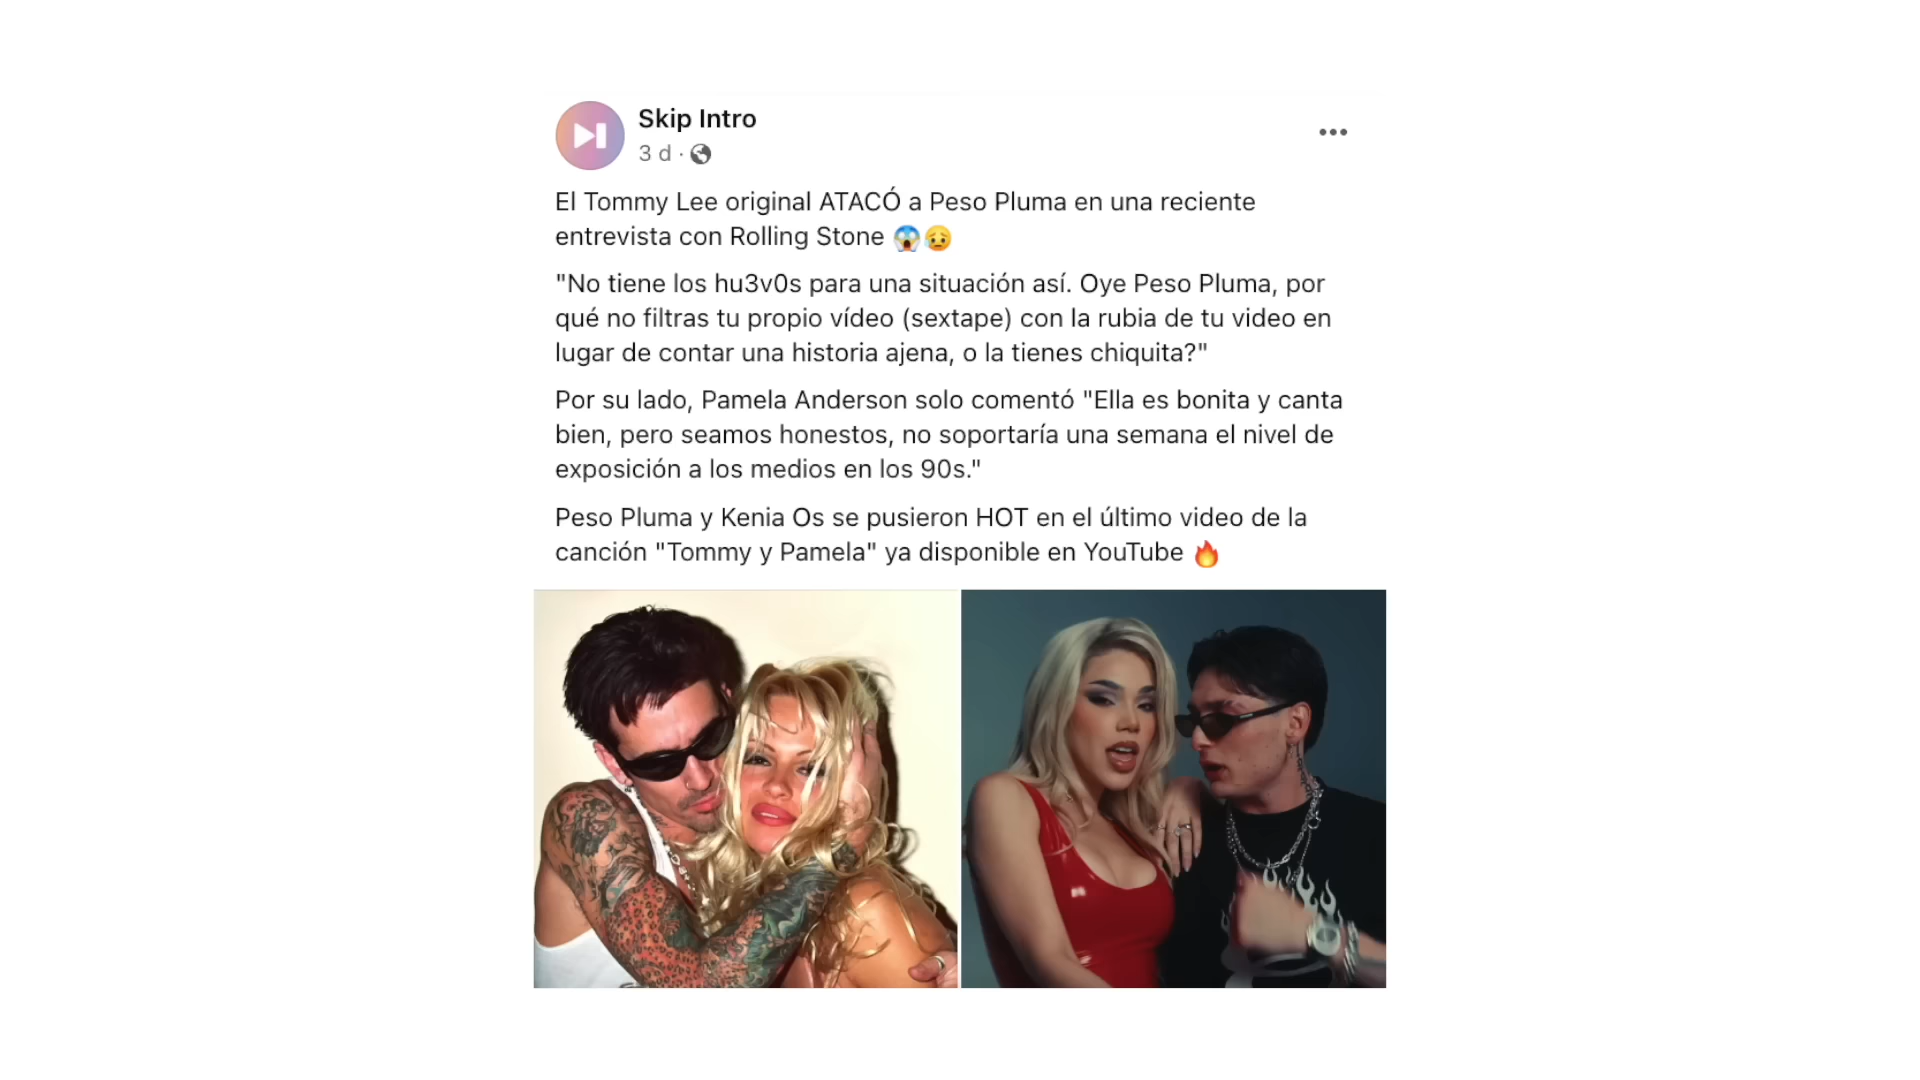 Skip Intro
3 d ·
El Tommy Lee original ATACÓ a Peso Pluma en una reciente
entrevista con Rolling Stone 😱😥
"No tiene los hu3v0s para una situación así. Oye Peso Pluma, por
qué no filtras tu propio vídeo (sextape) con la rubia de tu video en
lugar de contar una historia ajena, o la tienes chiquita?"
Por su lado, Pamela Anderson solo comentó "Ella es bonita y canta
bien, pero seamos honestos, no soportaría una semana el nivel de
exposición a los medios en los 90s."
Peso Pluma y Kenia Os se pusieron HOT en el último video de la
canción "Tommy y Pamela" ya disponible en YouTube 🔥